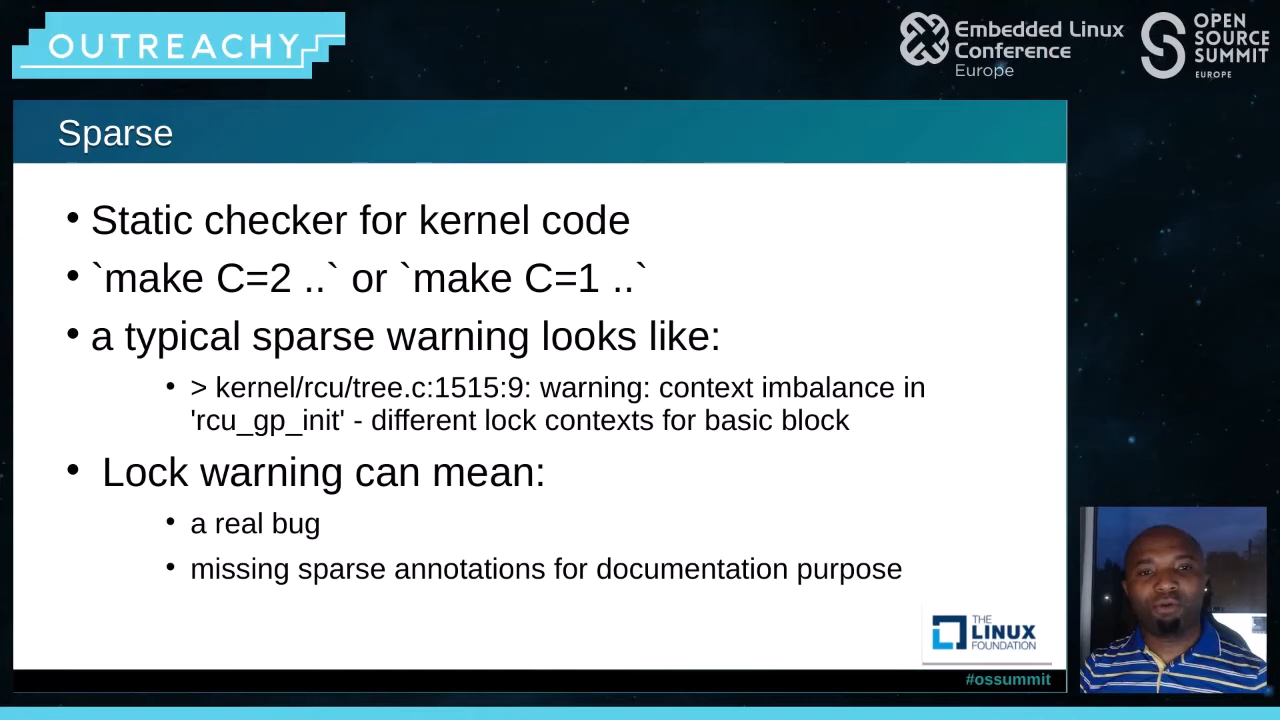 OUTREACHY
Embedded Linux
Conference
Europe
OPEN
SOURCE
SUMMIT
EUROPE
Sparse
• Static checker for kernel code
• `make C=2 ..` or `make C=1 ..`
• a typical sparse warning looks like:
• > kernel/rcu/tree.c:1515:9: warning: context imbalance in
'rcu_gp_init' - different lock contexts for basic block
• Lock warning can mean:
• a real bug
• missing sparse annotations for documentation purpose
THE
LINUX
FOUNDATION
#ossummit